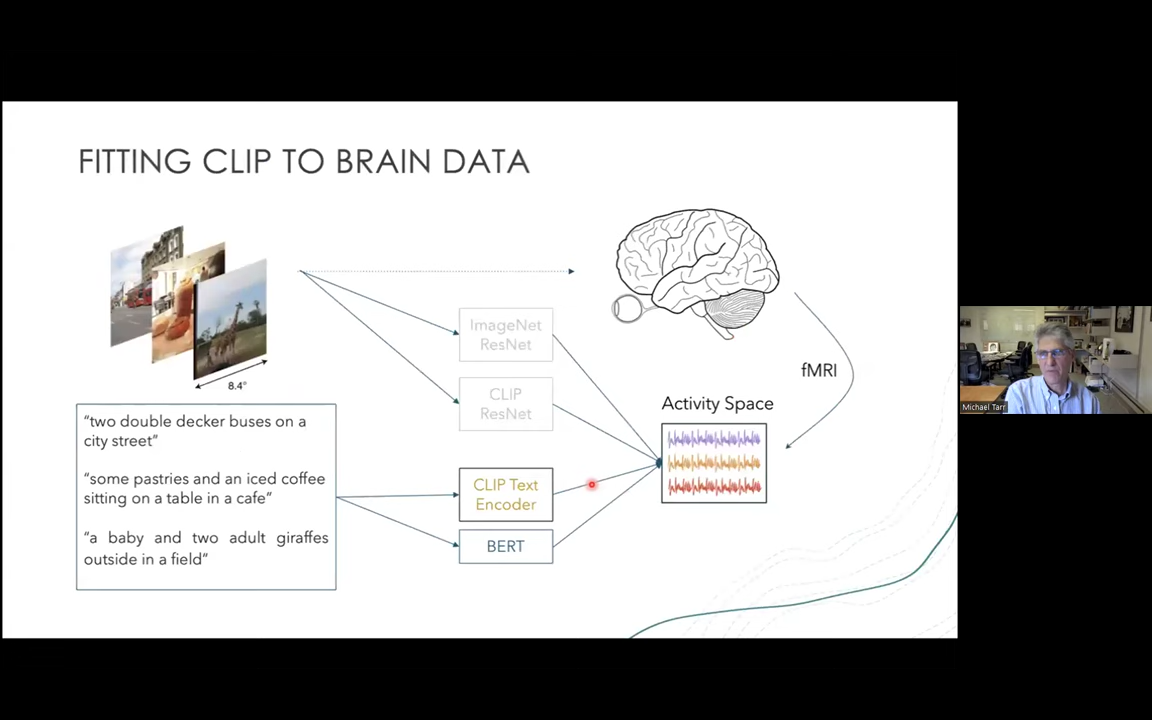 FITTING CLIP TO BRAIN DATA
8.4°
ImageNet
ResNet
CLIP
ResNet
fMRI
Activity Space
“two double decker buses on a
city street”
“some pastries and an iced coffee
sitting on a table in a cafe”
“a baby and two adult giraffes
outside in a field”
CLIP Text
Encoder
BERT
Michael Tarr